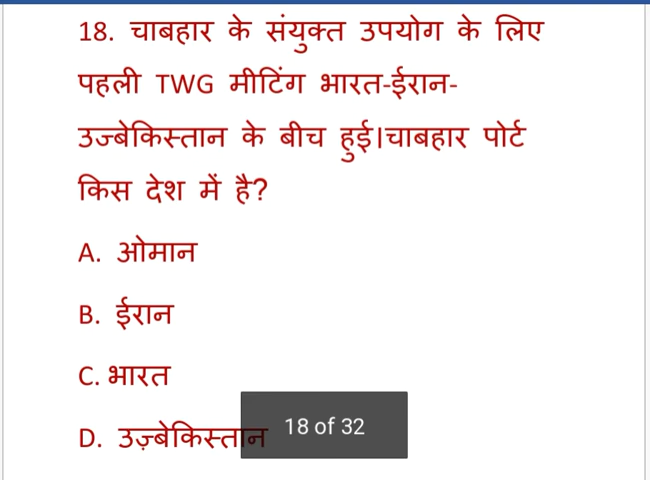 18. चाबहार के संयुक्त उपयोग के लिए
पहली TWG मीटिंग भारत-ईरान-
उज्बेकिस्तान के बीच हुई।चाबहार पोर्ट
किस देश में है?
A. ओमान
B. ईरान
C. भारत
D. उज़्बेकिस्तान
18 of 32